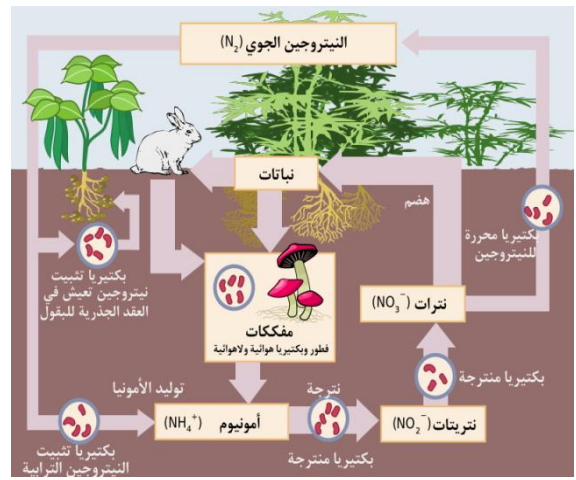 النيتروجين الجوي (N₂)
نباتات
هضم
بكتيريا محررة
للنيتروجين
بكتيريا تثبيت
نيتروجين تعيش في
العقد الجذرية للبقول
مفككات
فطور وبكتيريا هوائية ولاهوائية
نترات (NO₃⁻)
بكتيريا منترجة
توليد الأمونيا
نترجة
أمونيوم (NH₄⁺)
نتريتات (NO₂⁻)
بكتيريا منترجة
بكتيريا تثبيت
النيتروجين الترابية